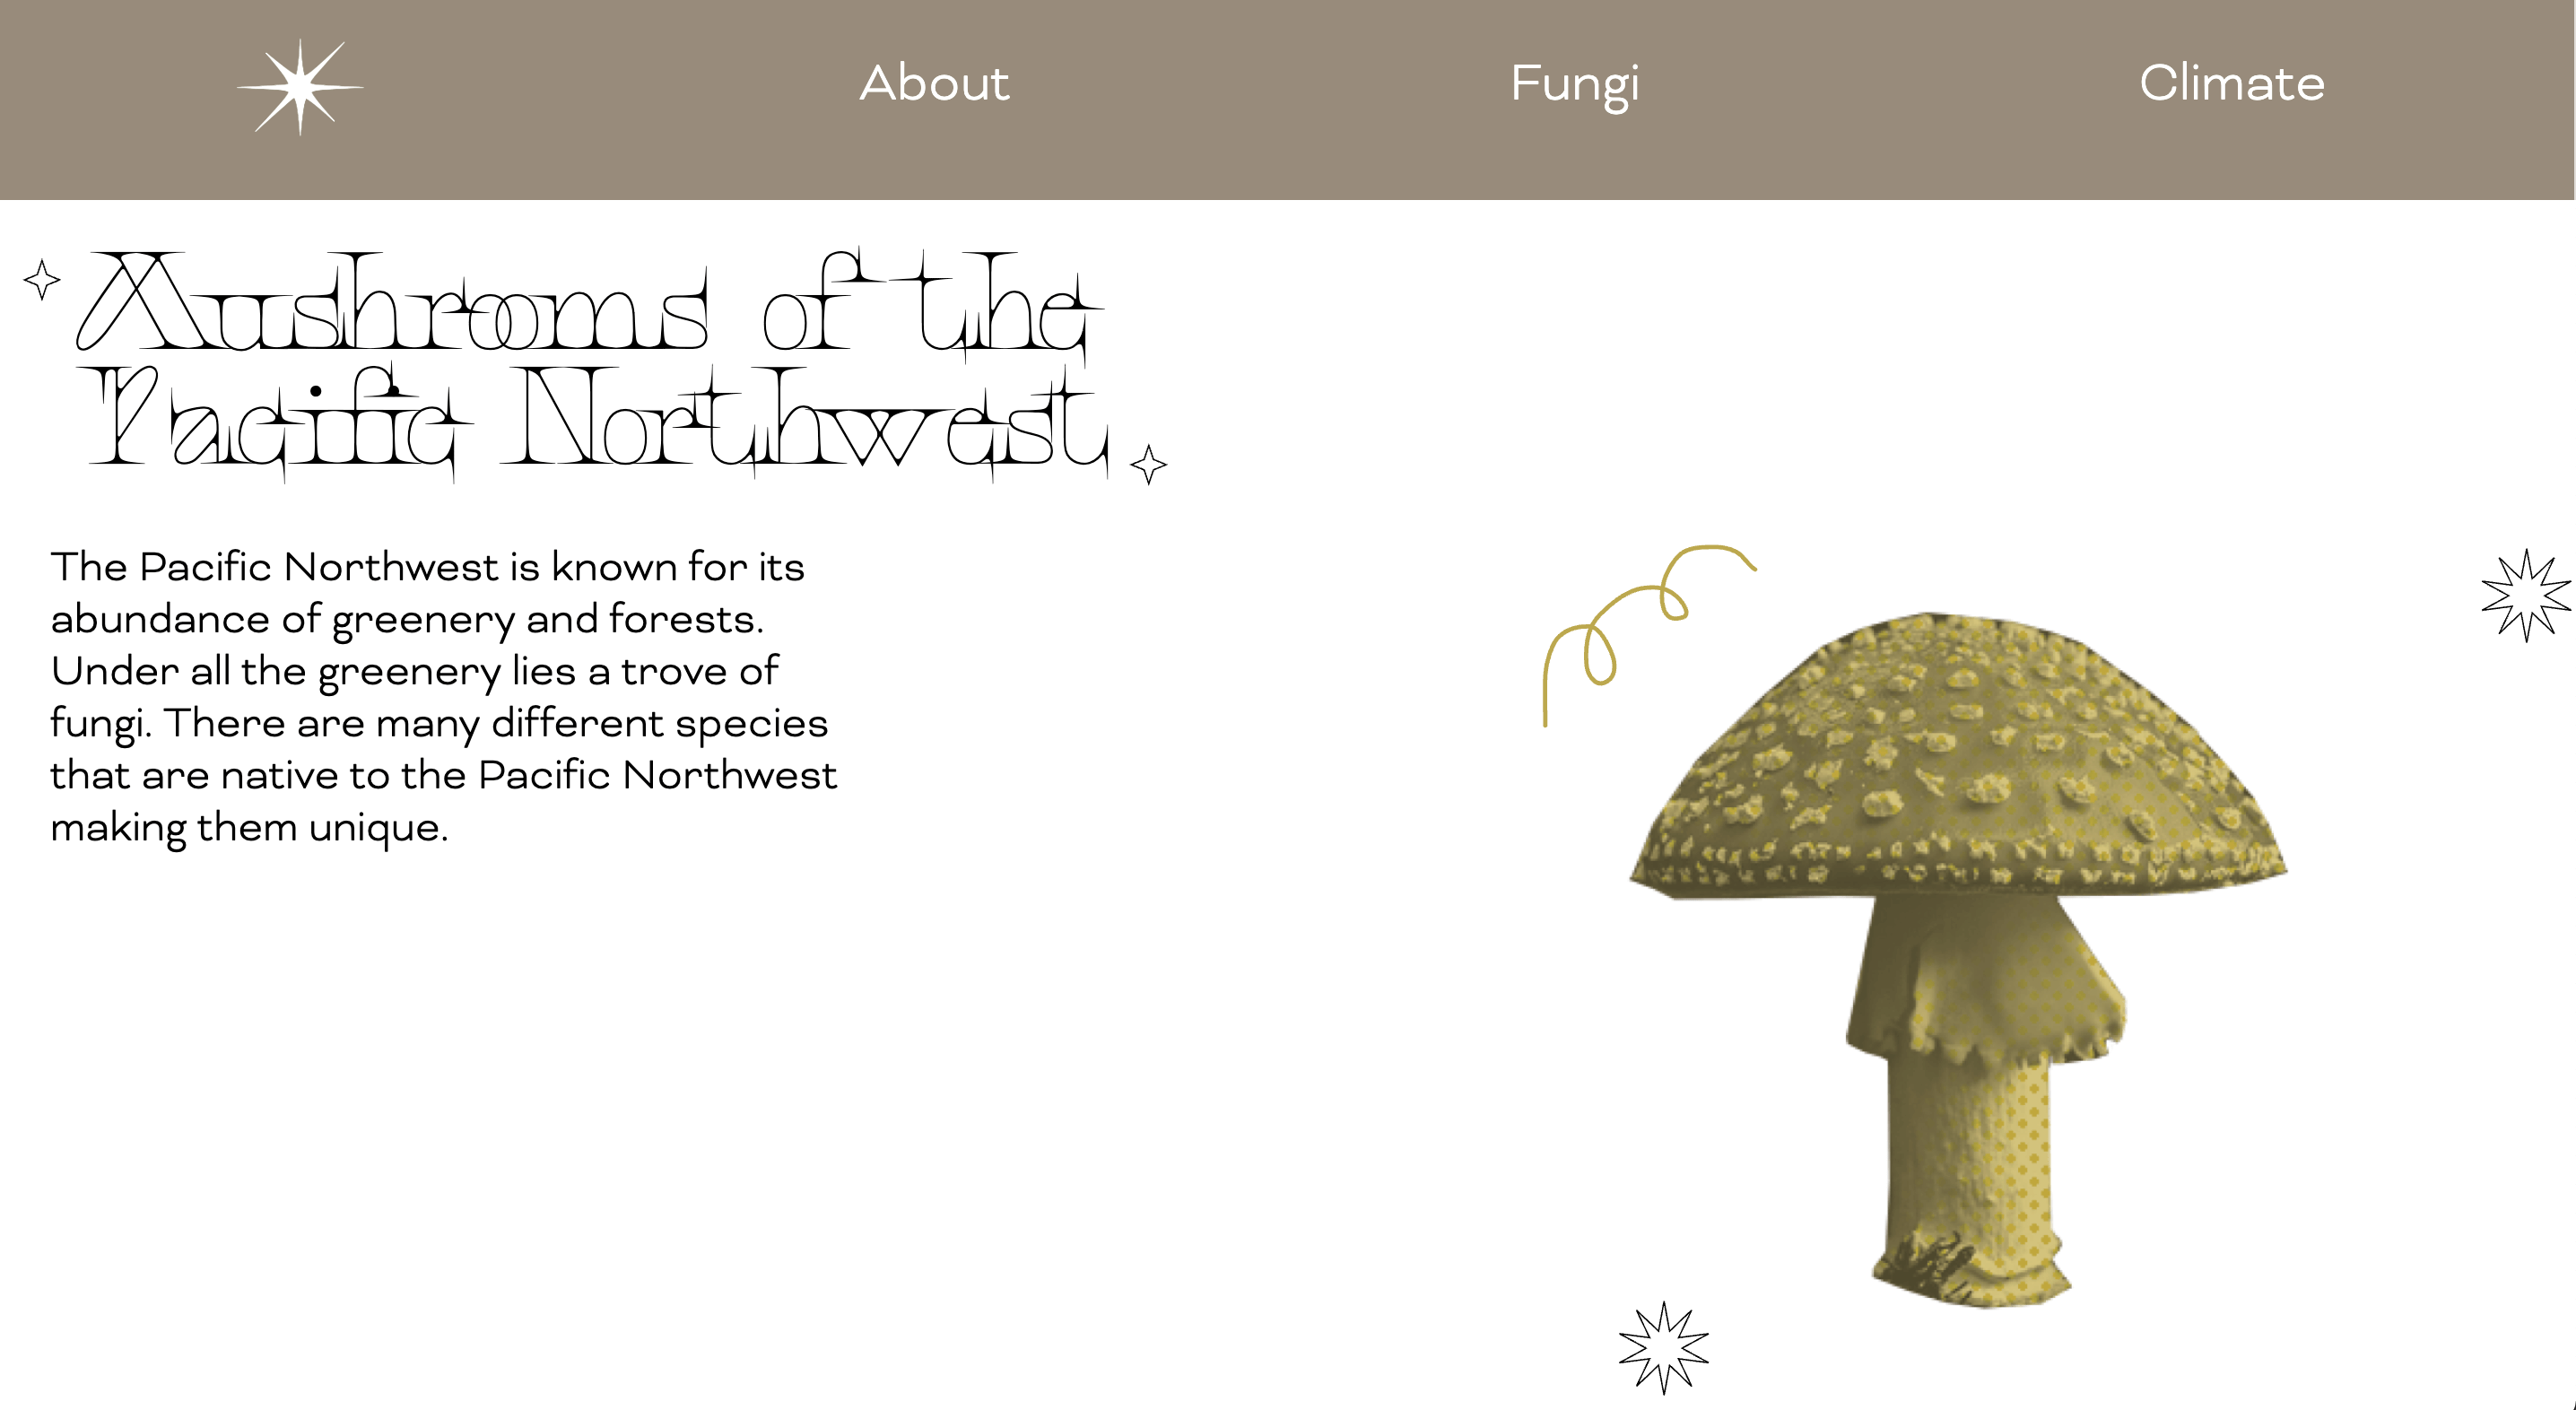 About
Fungi
Climate
Mushrooms of the
Pacific Northwest
The Pacific Northwest is known for its
abundance of greenery and forests.
Under all the greenery lies a trove of
fungi. There are many different species
that are native to the Pacific Northwest
making them unique.